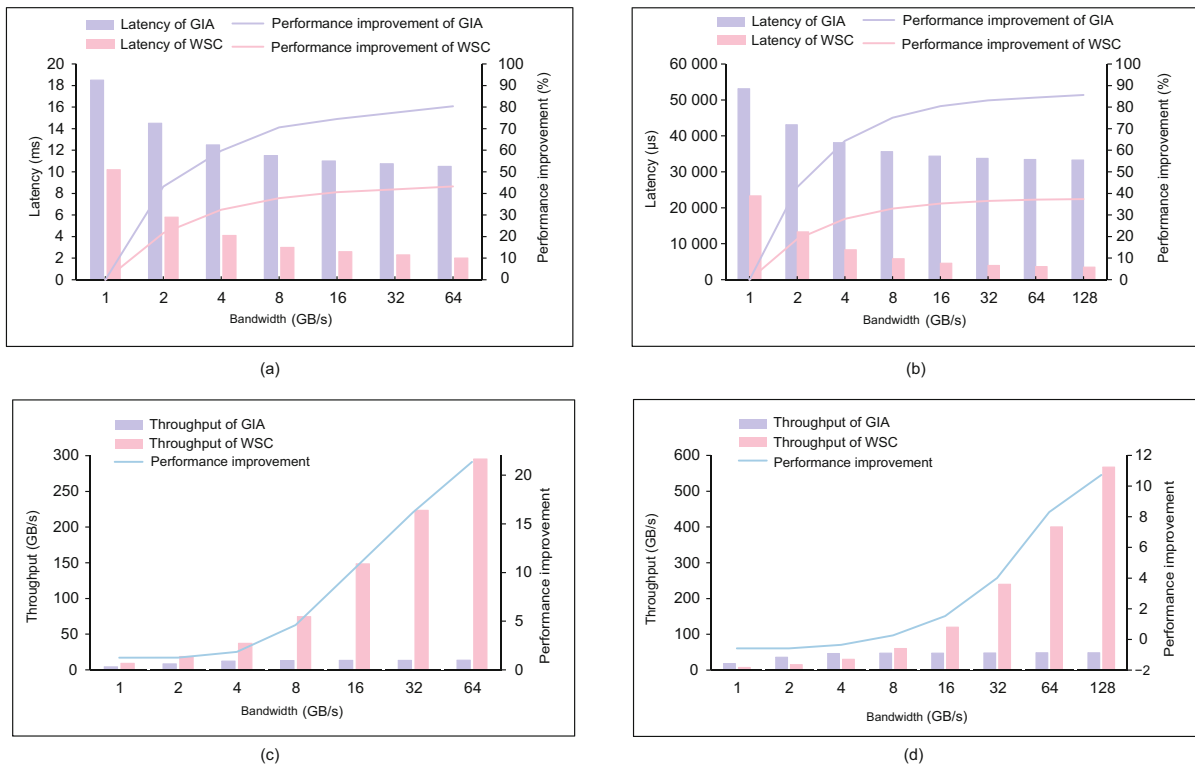 Latency of GIA
Performance improvement of GIA
Latency of WSC
Performance improvement of WSC
20
18
16
14
12
10
8
6
4
2
0
Latency (ms)
100
90
80
70
60
50
40
30
20
10
0
Performance improvement (%)
1 2 4 8 16 32 64
Bandwidth (GB/s)
(a)
Latency of GIA
Performance improvement of GIA
Latency of WSC
Performance improvement of WSC
60 000
50 000
40 000
30 000
20 000
10 000
0
Latency (μs)
100
90
80
70
60
50
40
30
20
10
0
Performance improvement (%)
1 2 4 8 16 32 64 128
Bandwidth (GB/s)
(b)
Throughput of GIA
Throughput of WSC
Performance improvement
300
250
200
150
100
50
0
Throughput (GB/s)
20
15
10
5
0
Performance improvement
1 2 4 8 16 32 64
Bandwidth (GB/s)
(c)
Throughput of GIA
Throughput of WSC
Performance improvement
600
500
400
300
200
100
0
Throughput (GB/s)
12
10
8
6
4
2
0
−2
Performance improvement
1 2 4 8 16 32 64 128
Bandwidth (GB/s)
(d)